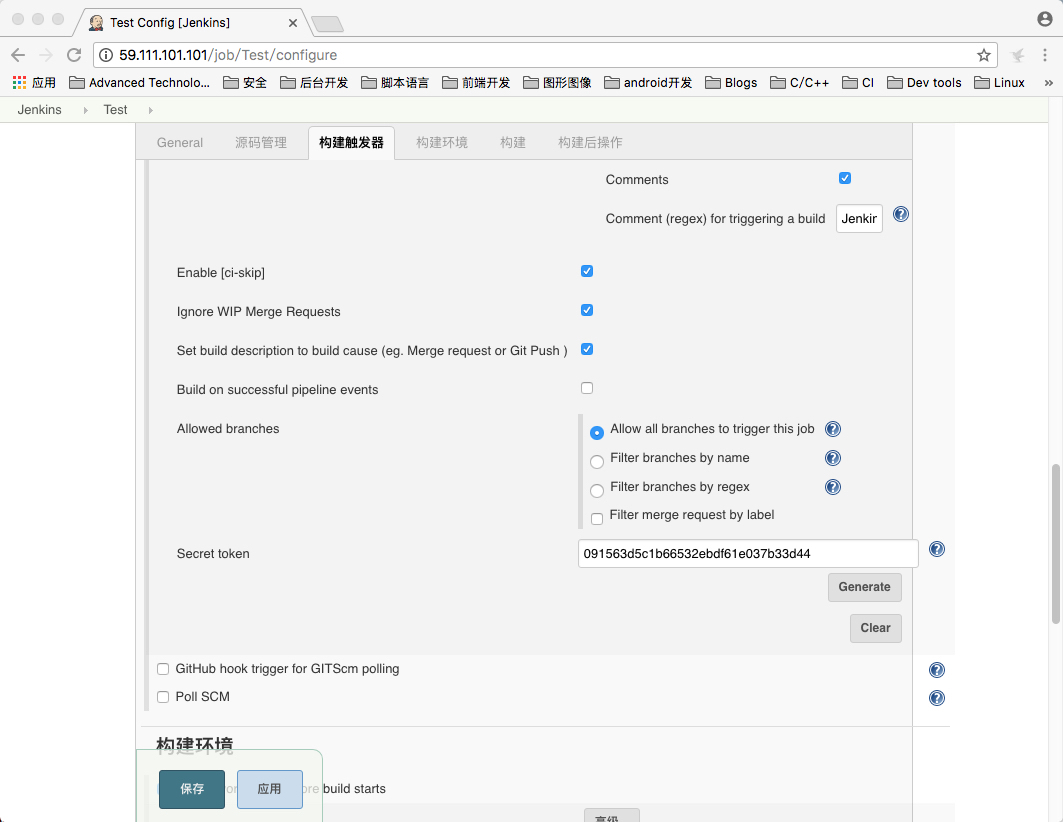 Test Config [Jenkins]
59.111.101.101/job/Test/configure
应用 Advanced Technolo... 安全 后台开发 脚本语言 前端开发 图形图像 android开发 Blogs C/C++ CI Dev tools Linux »
Jenkins Test
General 源码管理 构建触发器 构建环境 构建 构建后操作
Comments
Comment (regex) for triggering a build Jenkin
Enable [ci-skip]
Ignore WIP Merge Requests
Set build description to build cause (eg. Merge request or Git Push )
Build on successful pipeline events
Allowed branches
Allow all branches to trigger this job
Filter branches by name
Filter branches by regex
Filter merge request by label
Secret token 091563d5c1b66532ebdf61e037b33d44
Generate
Clear
GitHub hook trigger for GITScm polling
Poll SCM
构建环境
保存 应用 build starts
高级